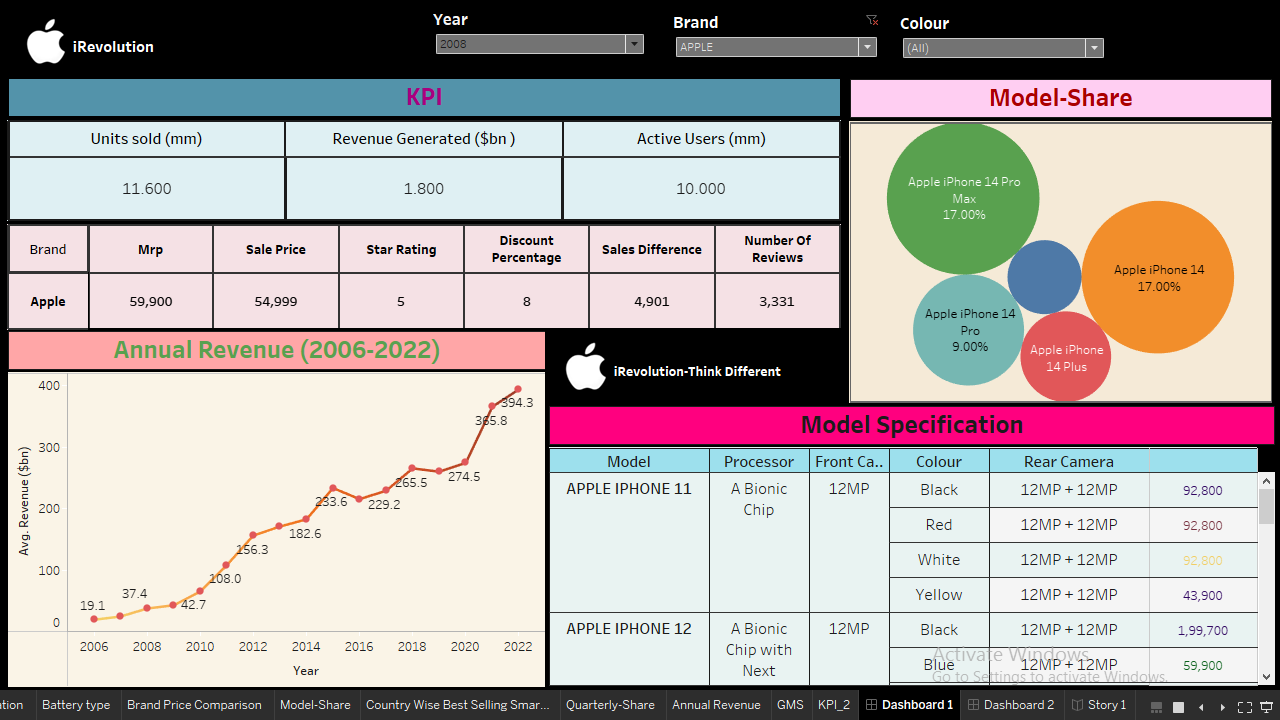 iRevolution
Year
2008
Brand
APPLE
Colour
(All)
KPI
Units sold (mm)
Revenue Generated ($bn )
Active Users (mm)
11.600
1.800
10.000
Brand
Mrp
Sale Price
Star Rating
Discount
Percentage
Sales Difference
Number Of
Reviews
Apple
59,900
54,999
5
8
4,901
3,331
Model-Share
Apple iPhone 14 Pro
Max
17.00%
Apple iPhone 14
17.00%
Apple iPhone 14
Pro
9.00%
Apple iPhone
14 Plus
Annual Revenue (2006-2022)
Avg. Revenue ($bn)
400
300
200
100
0
19.1
37.4
42.7
108.0
156.3
182.6
233.6
229.2
265.5
274.5
365.8
394.3
2006
2008
2010
2012
2014
2016
2018
2020
2022
Year
iRevolution-Think Different
Model Specification
Model
Processor
Front Ca..
Colour
Rear Camera
APPLE IPHONE 11
A Bionic
Chip
12MP
Black
12MP + 12MP
92,800
Red
12MP + 12MP
92,800
White
12MP + 12MP
92,800
Yellow
12MP + 12MP
43,900
APPLE IPHONE 12
A Bionic
Chip with
Next
12MP
Black
12MP + 12MP
1,99,700
Blue
12MP + 12MP
59,900
Activate Windows
Go to Settings to activate Windows.
ation
Battery type
Brand Price Comparison
Model-Share
Country Wise Best Selling Smar...
Quarterly-Share
Annual Revenue
GMS
KPI_2
Dashboard 1
Dashboard 2
Story 1